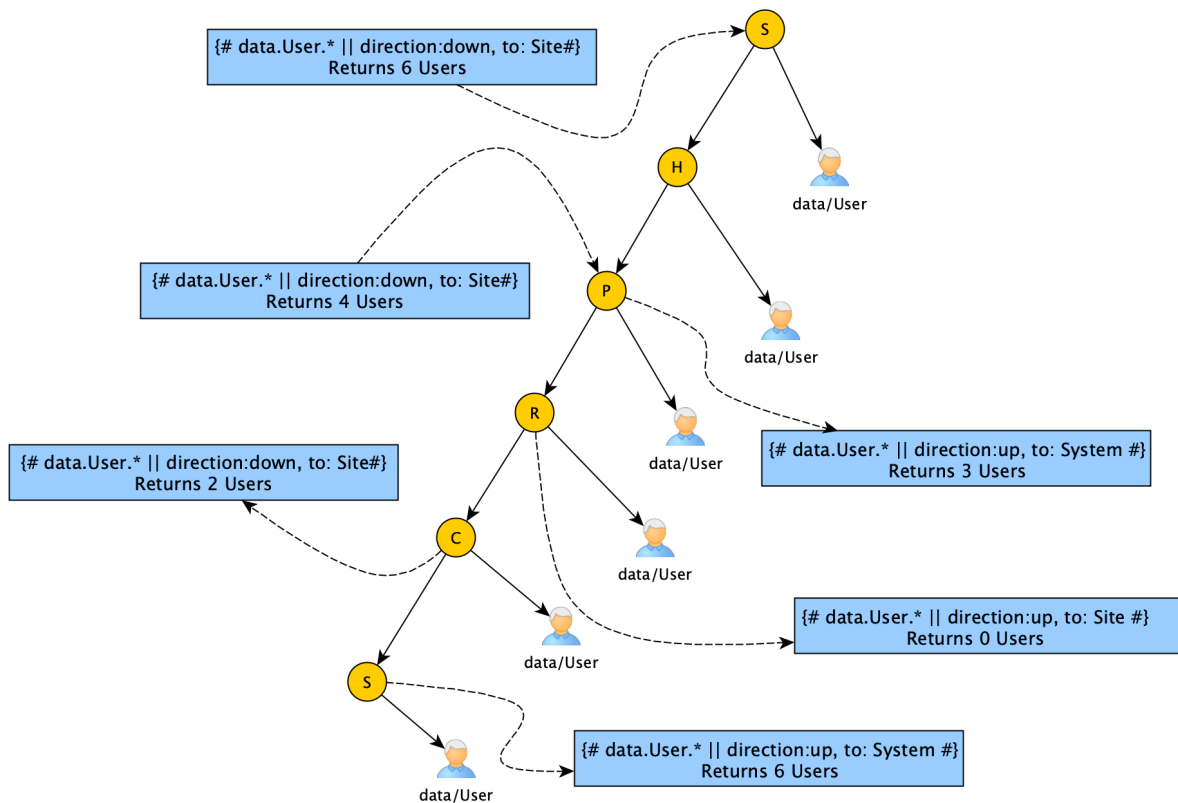 S
{# data.User.* || direction:down, to: Site#}
Returns 6 Users
H
data/User
{# data.User.* || direction:down, to: Site#}
Returns 4 Users
P
data/User
R
{# data.User.* || direction:up, to: System #}
Returns 3 Users
data/User
{# data.User.* || direction:down, to: Site#}
Returns 2 Users
C
data/User
{# data.User.* || direction:up, to: Site #}
Returns 0 Users
data/User
S
{# data.User.* || direction:up, to: System #}
Returns 6 Users
data/User